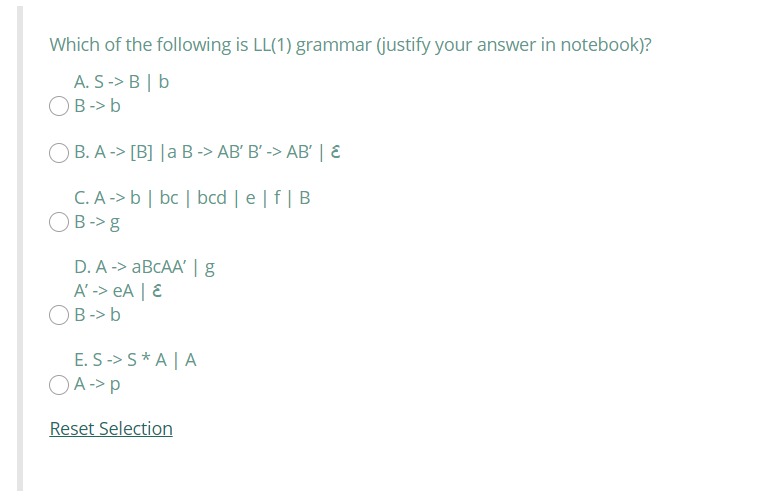 Which of the following is LL(1) grammar (justify your answer in notebook)?
A. S -> B | b
B -> b
B. A -> [B] |a B -> AB' B' -> AB' | Ɛ
C. A -> b | bc | bcd | e | f | B
B -> g
D. A -> aBcAA' | g
A' -> eA | Ɛ
B -> b
E. S -> S * A | A
A -> p
Reset Selection